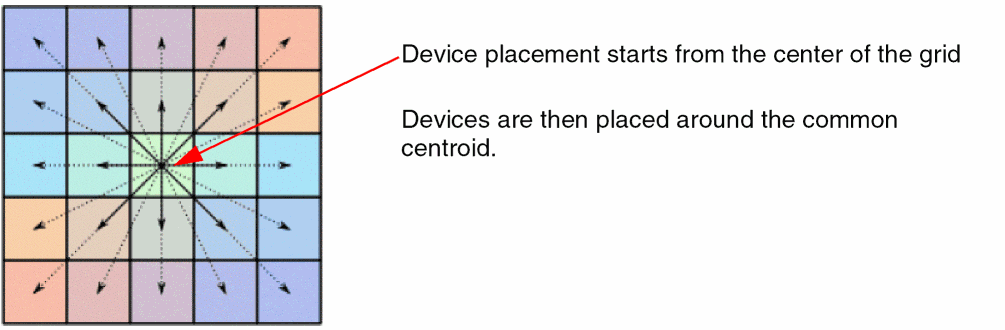 Device placement starts from the center of the grid
Devices are then placed around the common
centroid.